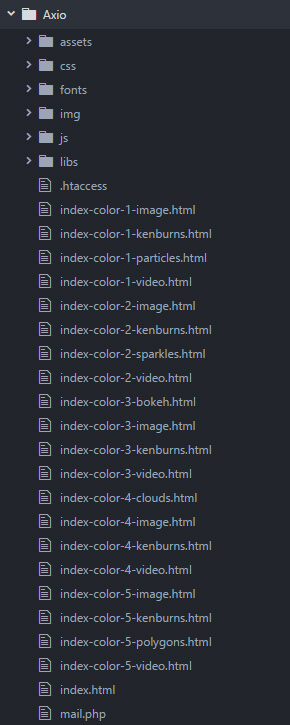 Axio
assets
css
fonts
img
js
libs
.htaccess
index-color-1-image.html
index-color-1-kenburns.html
index-color-1-particles.html
index-color-1-video.html
index-color-2-image.html
index-color-2-kenburns.html
index-color-2-sparkles.html
index-color-2-video.html
index-color-3-bokeh.html
index-color-3-image.html
index-color-3-kenburns.html
index-color-3-video.html
index-color-4-clouds.html
index-color-4-image.html
index-color-4-kenburns.html
index-color-4-video.html
index-color-5-image.html
index-color-5-kenburns.html
index-color-5-polygons.html
index-color-5-video.html
index.html
mail.php